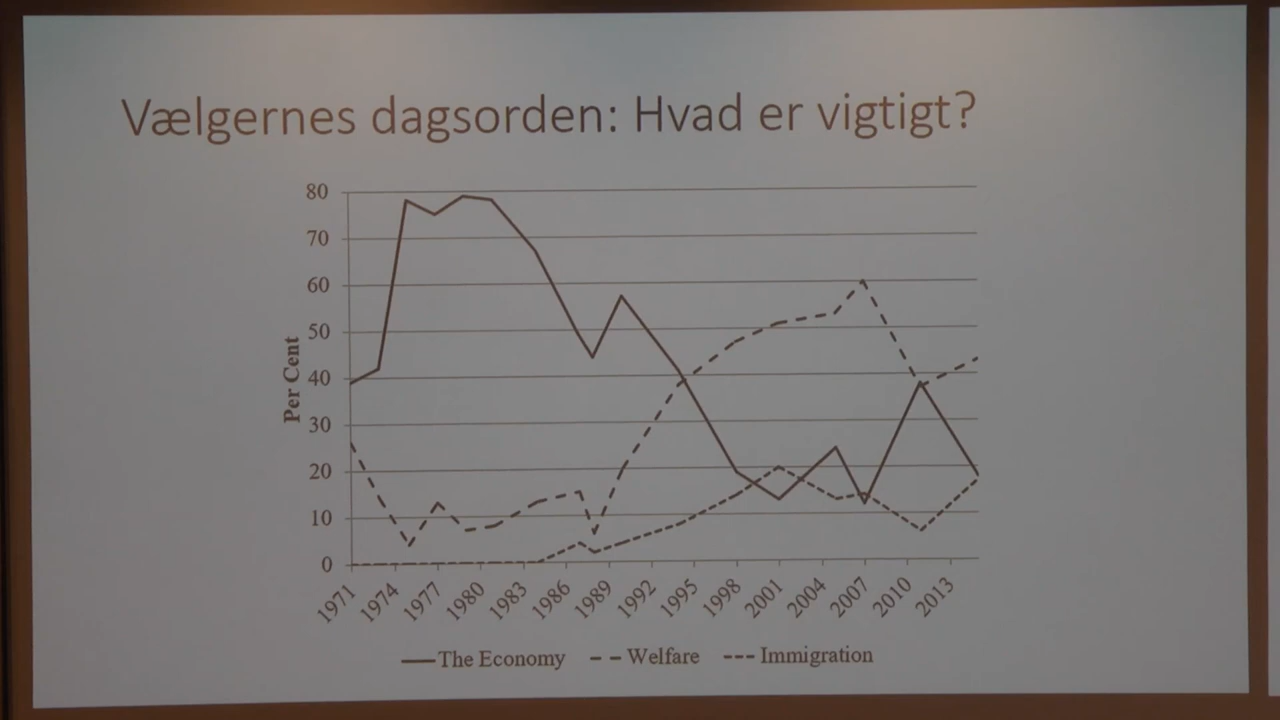 Vælgernes dagsorden: Hvad er vigtigt?
80
70
60
50
40
30
20
10
0
Per Cent
1971 1974 1977 1980 1983 1986 1989 1992 1995 1998 2001 2004 2007 2010 2013
The Economy Welfare Immigration